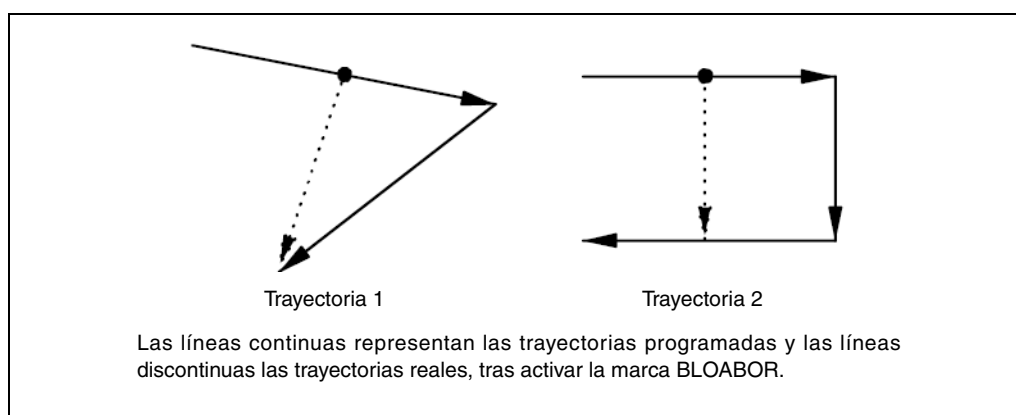 Trayectoria 1
Trayectoria 2
Las líneas continuas representan las trayectorias programadas y las líneas
discontinuas las trayectorias reales, tras activar la marca BLOABOR.